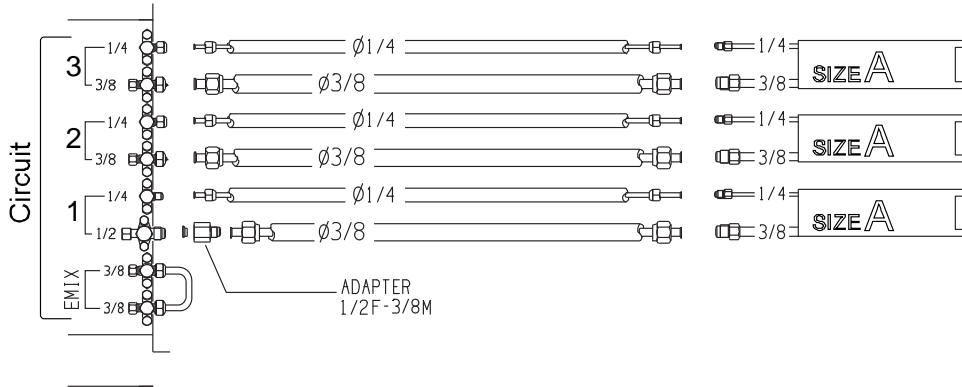 Circuit
3
1/4
3/8
Ø1/4
Ø3/8
1/4
3/8
SIZE A
2
1/4
3/8
Ø1/4
Ø3/8
1/4
3/8
SIZE A
1
1/4
1/2
Ø1/4
Ø3/8
1/4
3/8
SIZE A
EMIX
3/8
3/8
ADAPTER
1/2F-3/8M